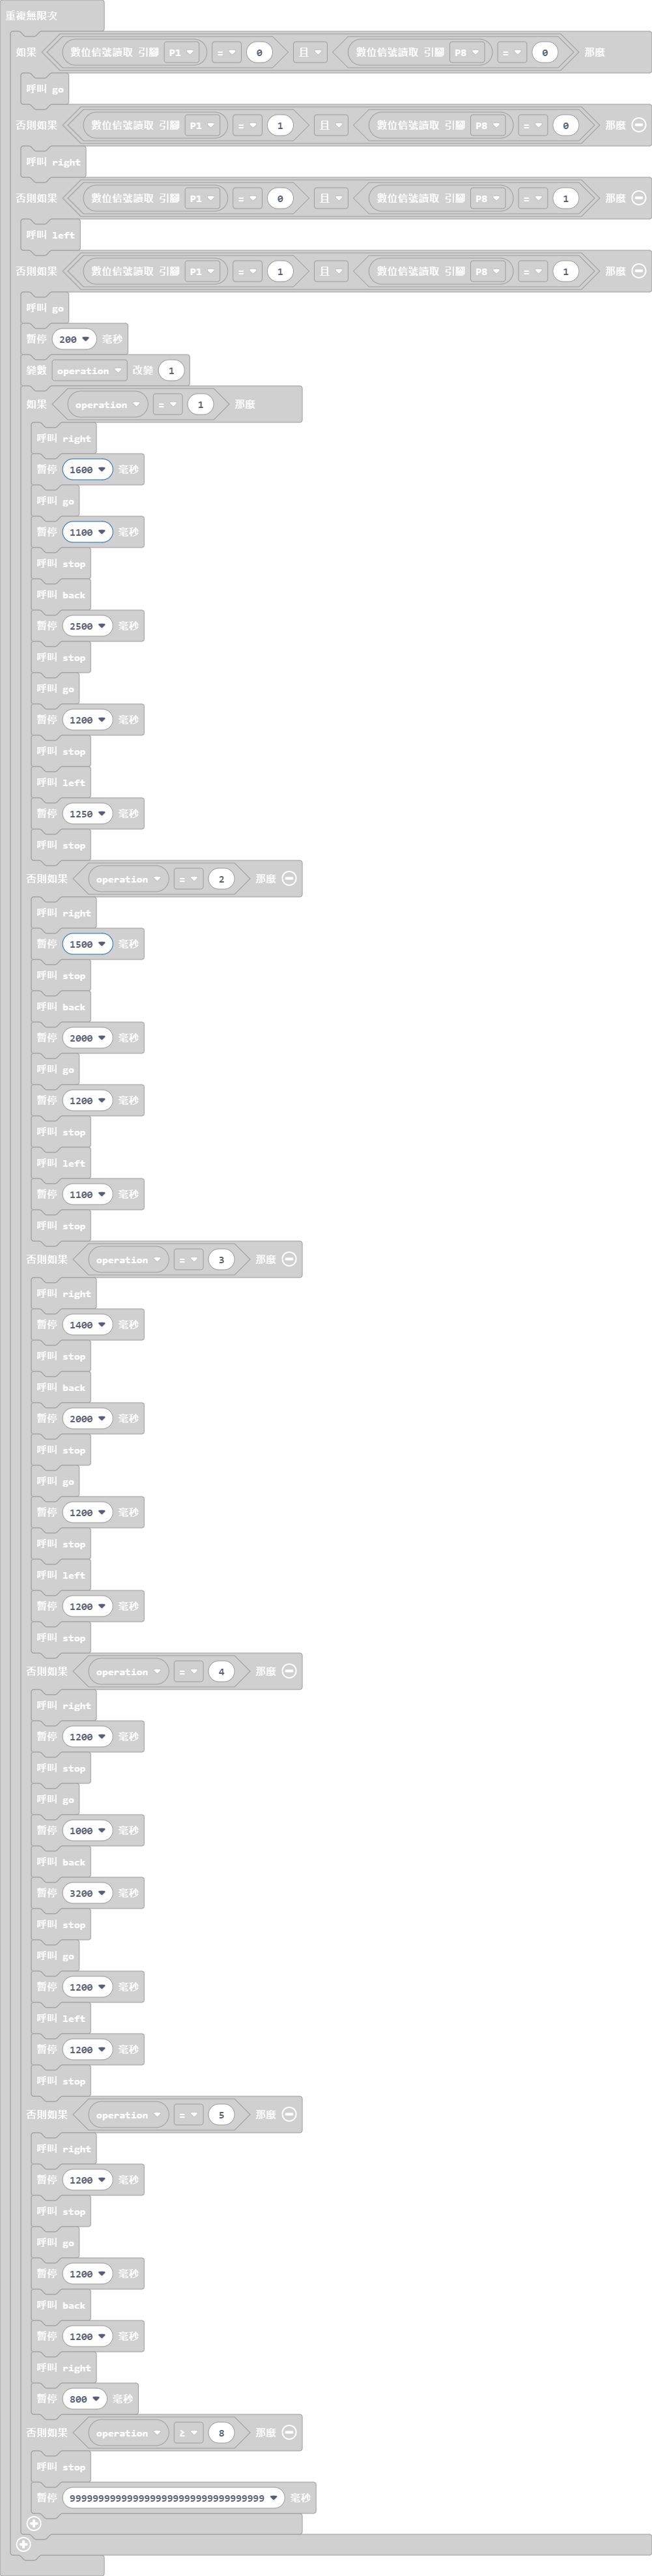 重複無限次
如果 數位信號讀取 引腳 P1 = 0 且 數位信號讀取 引腳 P8 = 0 那麼
呼叫 go
否則如果 數位信號讀取 引腳 P1 = 1 且 數位信號讀取 引腳 P8 = 0 那麼
呼叫 right
否則如果 數位信號讀取 引腳 P1 = 0 且 數位信號讀取 引腳 P8 = 1 那麼
呼叫 left
否則如果 數位信號讀取 引腳 P1 = 1 且 數位信號讀取 引腳 P8 = 1 那麼
呼叫 go
暫停 200 毫秒
變數 operation 改變 1
如果 operation = 1 那麼
呼叫 right
暫停 1600 毫秒
呼叫 go
暫停 1100 毫秒
呼叫 stop
呼叫 back
暫停 2500 毫秒
呼叫 stop
呼叫 go
暫停 1200 毫秒
呼叫 stop
呼叫 left
暫停 1250 毫秒
呼叫 stop
否則如果 operation = 2 那麼
呼叫 right
暫停 1500 毫秒
呼叫 stop
呼叫 back
暫停 2000 毫秒
呼叫 go
暫停 1200 毫秒
呼叫 stop
呼叫 left
暫停 1100 毫秒
呼叫 stop
否則如果 operation = 3 那麼
呼叫 right
暫停 1400 毫秒
呼叫 stop
呼叫 back
暫停 2000 毫秒
呼叫 stop
呼叫 go
暫停 1200 毫秒
呼叫 stop
呼叫 left
暫停 1200 毫秒
呼叫 stop
否則如果 operation = 4 那麼
呼叫 right
暫停 1200 毫秒
呼叫 stop
呼叫 go
暫停 1000 毫秒
呼叫 back
暫停 3200 毫秒
呼叫 stop
呼叫 go
暫停 1200 毫秒
呼叫 left
暫停 1200 毫秒
呼叫 stop
否則如果 operation = 5 那麼
呼叫 right
暫停 1200 毫秒
呼叫 stop
呼叫 go
暫停 1200 毫秒
呼叫 back
暫停 1200 毫秒
呼叫 right
暫停 800 毫秒
否則如果 operation ≥ 8 那麼
呼叫 stop
暫停 9999999999999999999999999999999999 毫秒